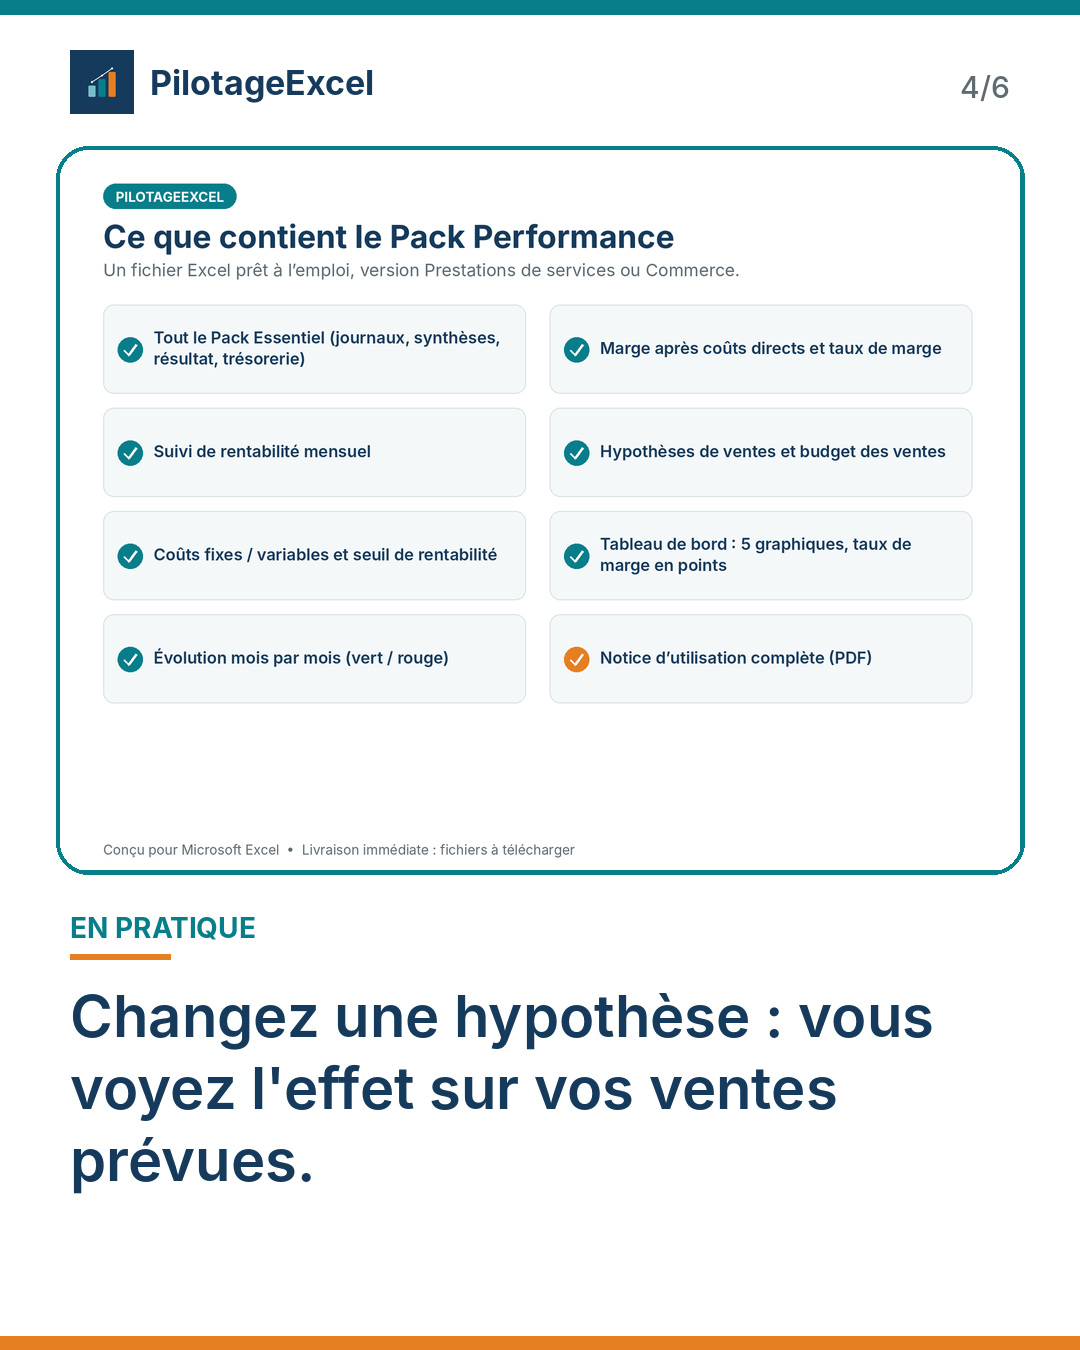 PilotageExcel
4/6
PILOTAGEEXCEL
Ce que contient le Pack Performance
Un fichier Excel prêt à l’emploi, version Prestations de services ou Commerce.
Tout le Pack Essentiel (journaux, synthèses,
résultat, trésorerie)
Marge après coûts directs et taux de marge
Suivi de rentabilité mensuel
Hypothèses de ventes et budget des ventes
Coûts fixes / variables et seuil de rentabilité
Tableau de bord : 5 graphiques, taux de
marge en points
Évolution mois par mois (vert / rouge)
Notice d’utilisation complète (PDF)
Conçu pour Microsoft Excel • Livraison immédiate : fichiers à télécharger
EN PRATIQUE
Changez une hypothèse : vous
voyez l'effet sur vos ventes
prévues.